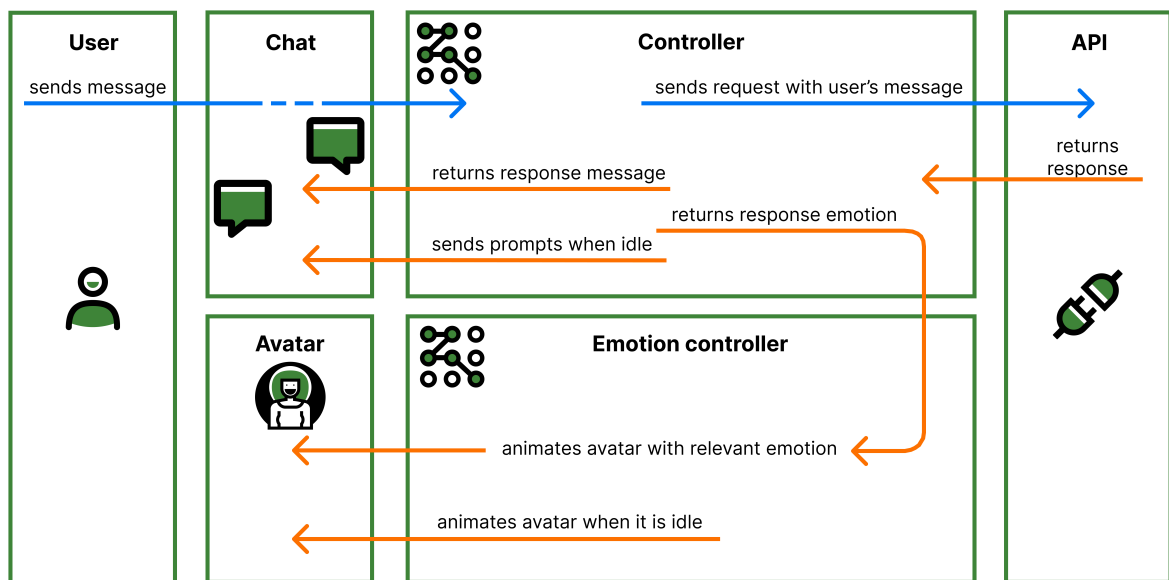 User
Chat
Controller
API
sends message
sends request with user’s message
returns
response
returns response message
returns response emotion
sends prompts when idle
Avatar
Emotion controller
animates avatar with relevant emotion
animates avatar when it is idle